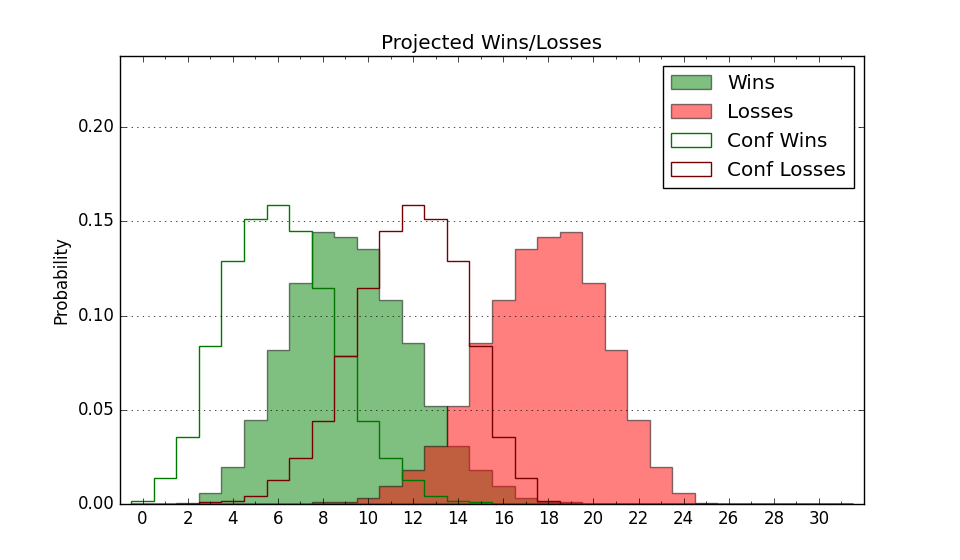 Projected Wins/Losses
Wins
Losses
Conf Wins
Conf Losses
Probability
0.20
0.15
0.10
0.05
0.00
0 2 4 6 8 10 12 14 16 18 20 22 24 26 28 30